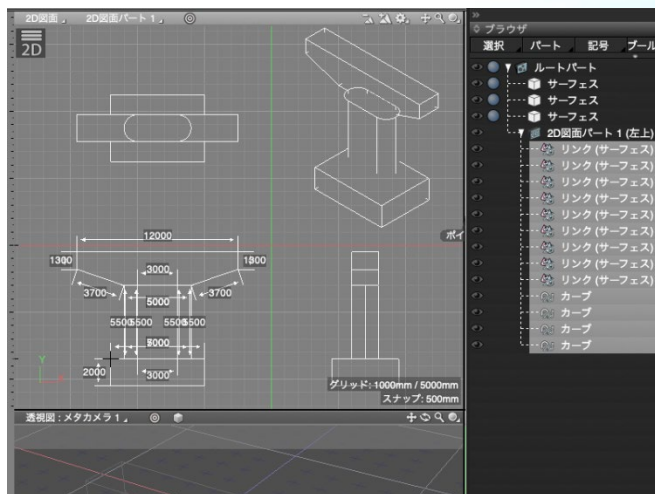 2D図面 2D図面パート 1
2D
12000
1300
1300
3000
3700
3700
5000
5500
5500
5500
5500
2000
3000
ポイ
Y
グリッド: 1000mm / 5000mm
スナップ: 500mm
透視図 : メタカメラ 1
ブラウザ
選択 パート 記号 ブール
ルートパート
サーフェス
サーフェス
サーフェス
2D図面パート 1 (左上)
リンク (サーフェス)
リンク (サーフェス)
リンク (サーフェス)
リンク (サーフェス)
リンク (サーフェス)
リンク (サーフェス)
リンク (サーフェス)
リンク (サーフェス)
リンク (サーフェス)
カーブ
カーブ
カーブ
カーブ